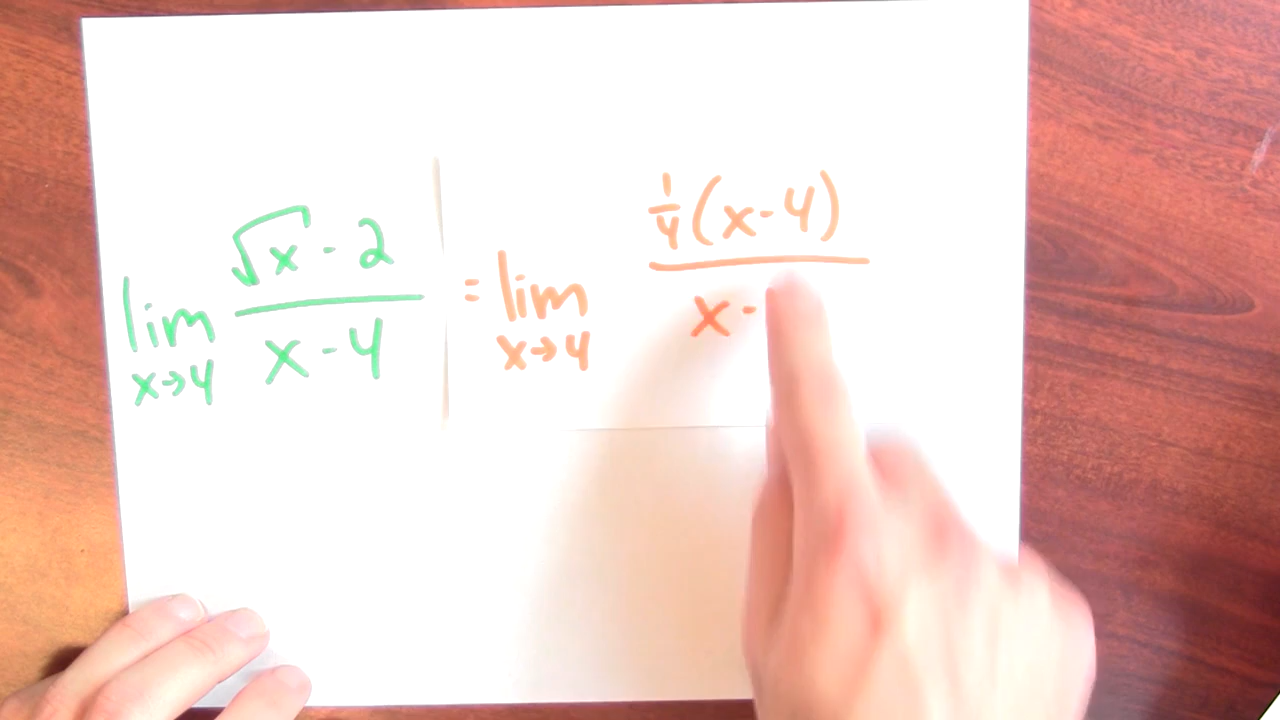 lim x→4 √x - 2 / x - 4 = lim x→4 1/4 (x - 4) / x -